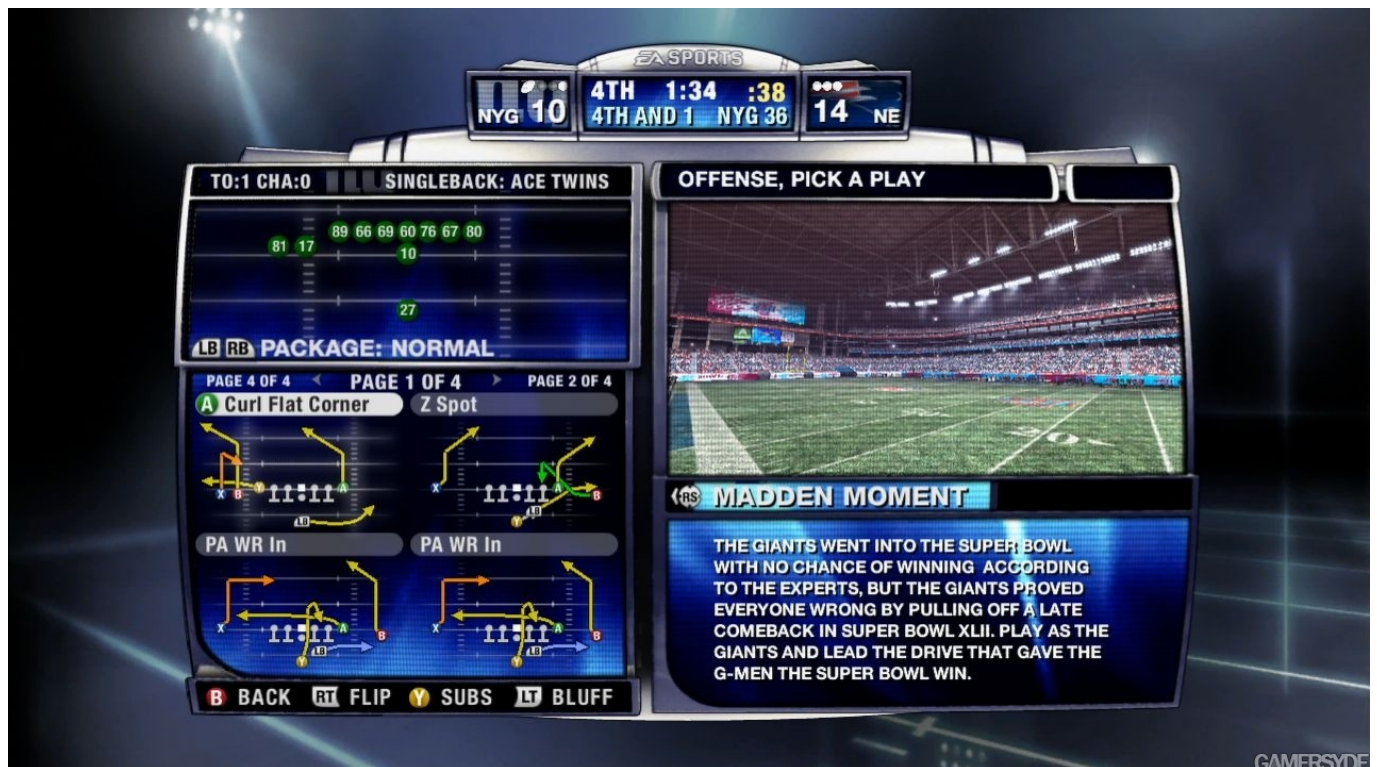 EA SPORTS
NYG 10
4TH 1:34 :38
4TH AND 1 NYG 36
14 NE
TO:1 CHA:0 SINGLEBACK: ACE TWINS
89 66 69 60 76 67 80
81 17
10
27
LB RB PACKAGE: NORMAL
PAGE 4 OF 4 PAGE 1 OF 4 PAGE 2 OF 4
A Curl Flat Corner
Z Spot
X B Y A
LB
X A B
LB
Y
PA WR In
PA WR In
X A B
LB
Y
X A B
LB
Y
B BACK RT FLIP Y SUBS LT BLUFF
OFFENSE, PICK A PLAY
20
RS MADDEN MOMENT
THE GIANTS WENT INTO THE SUPER BOWL
WITH NO CHANCE OF WINNING ACCORDING
TO THE EXPERTS, BUT THE GIANTS PROVED
EVERYONE WRONG BY PULLING OFF A LATE
COMEBACK IN SUPER BOWL XLII. PLAY AS THE
GIANTS AND LEAD THE DRIVE THAT GAVE THE
G-MEN THE SUPER BOWL WIN.
GAMERSYDE